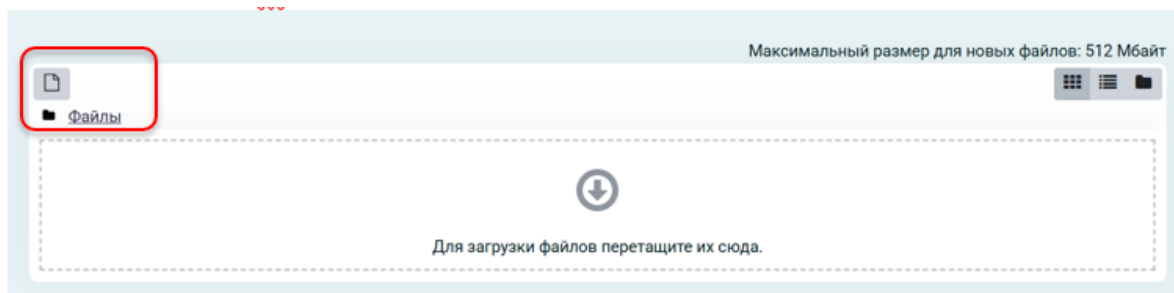 Максимальный размер для новых файлов: 512 Мбайт
Файлы
Для загрузки файлов перетащите их сюда.